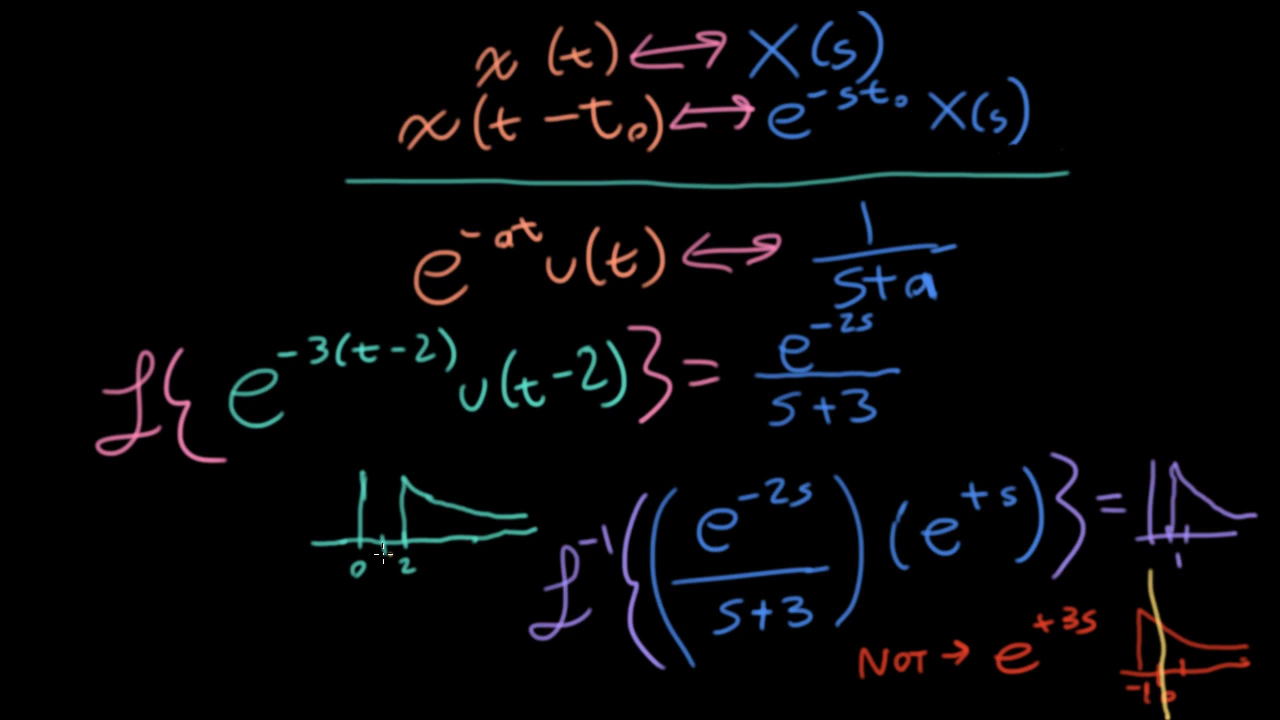 x (t) ↔ X(s)
x(t - t₀) ↔ e^{-st₀} X(s)
e^{-at} u(t) ↔ 1/(s+a)
ℒ{e^{-3(t-2)} u(t-2)} = e^{-2s}/(s+3)
0 2
ℒ^{-1}{(e^{-2s}/(s+3)) (e^{+s})} =
1
NOT → e^{+3s}
-1 0